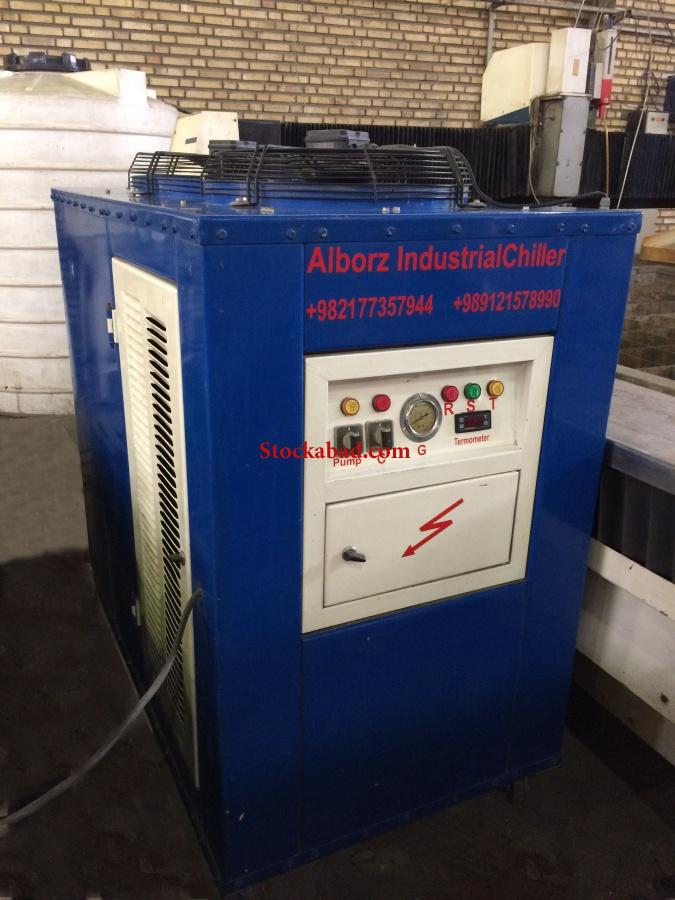 Alborz IndustrialChiller
+982177357944 +989121578990
R S T
Stockabad.com
Pump C G Termometer